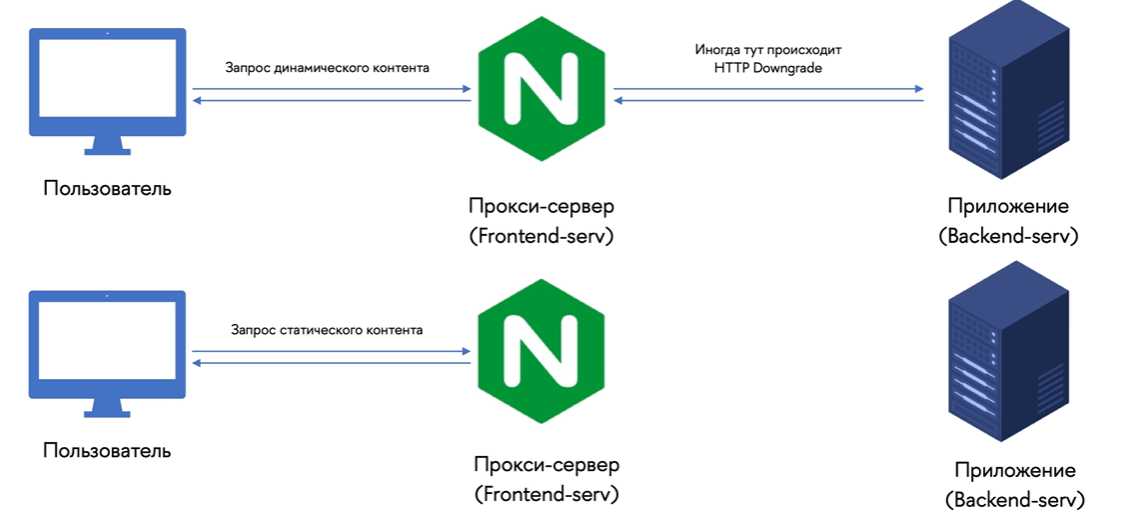 Запрос динамического контента
Иногда тут происходит
HTTP Downgrade
N
Пользователь
Прокси-сервер
(Frontend-serv)
Приложение
(Backend-serv)
Запрос статического контента
N
Пользователь
Прокси-сервер
(Frontend-serv)
Приложение
(Backend-serv)